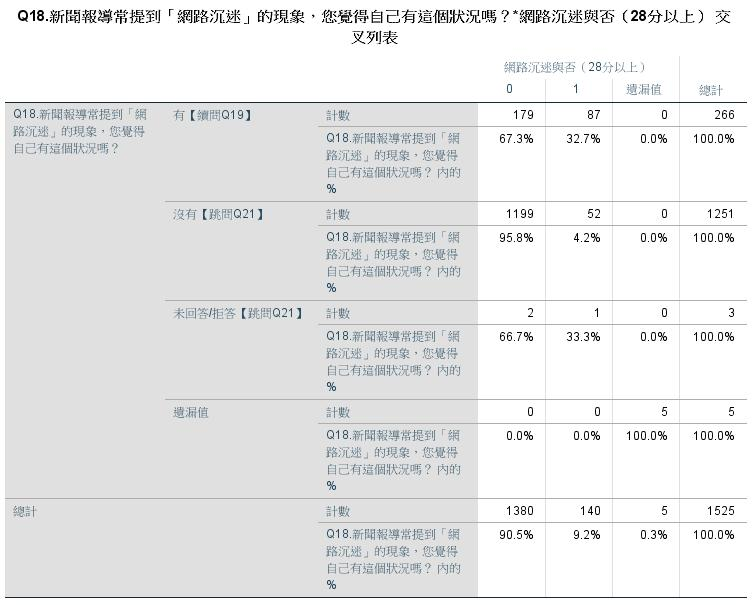 Q18.新聞報導常提到「網路沉迷」的現象，您覺得自己有這個狀況嗎？*網路沉迷與否（28分以上） 交
叉列表
網路沉迷與否（28分以上）
0 1 遺漏值 總計
Q18.新聞報導常提到「網 有【續問Q19】 計數 179 87 0 266
路沉迷」的現象，您覺得
自己有這個狀況嗎？
Q18.新聞報導常提到「網 67.3% 32.7% 0.0% 100.0%
路沉迷」的現象，您覺得
自己有這個狀況嗎？ 內的
%
沒有【跳問Q21】 計數 1199 52 0 1251
Q18.新聞報導常提到「網 95.8% 4.2% 0.0% 100.0%
路沉迷」的現象，您覺得
自己有這個狀況嗎？ 內的
%
未回答/拒答【跳問Q21】 計數 2 1 0 3
Q18.新聞報導常提到「網 66.7% 33.3% 0.0% 100.0%
路沉迷」的現象，您覺得
自己有這個狀況嗎？ 內的
%
遺漏值 計數 0 0 5 5
Q18.新聞報導常提到「網 0.0% 0.0% 100.0% 100.0%
路沉迷」的現象，您覺得
自己有這個狀況嗎？ 內的
%
總計 計數 1380 140 5 1525
Q18.新聞報導常提到「網 90.5% 9.2% 0.3% 100.0%
路沉迷」的現象，您覺得
自己有這個狀況嗎？ 內的
%